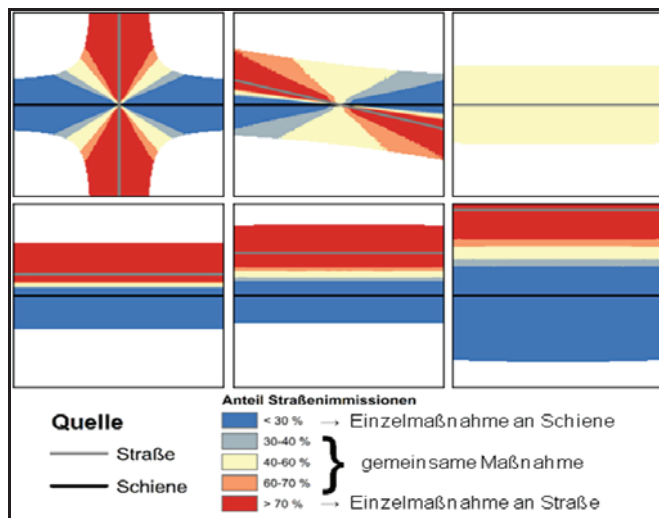 Anteil Straßenimmissionen
Quelle
Straße
Schiene
< 30 % → Einzelmaßnahme an Schiene
30-40 %
40-60 % } gemeinsame Maßnahme
60-70 %
> 70 % → Einzelmaßnahme an Straße